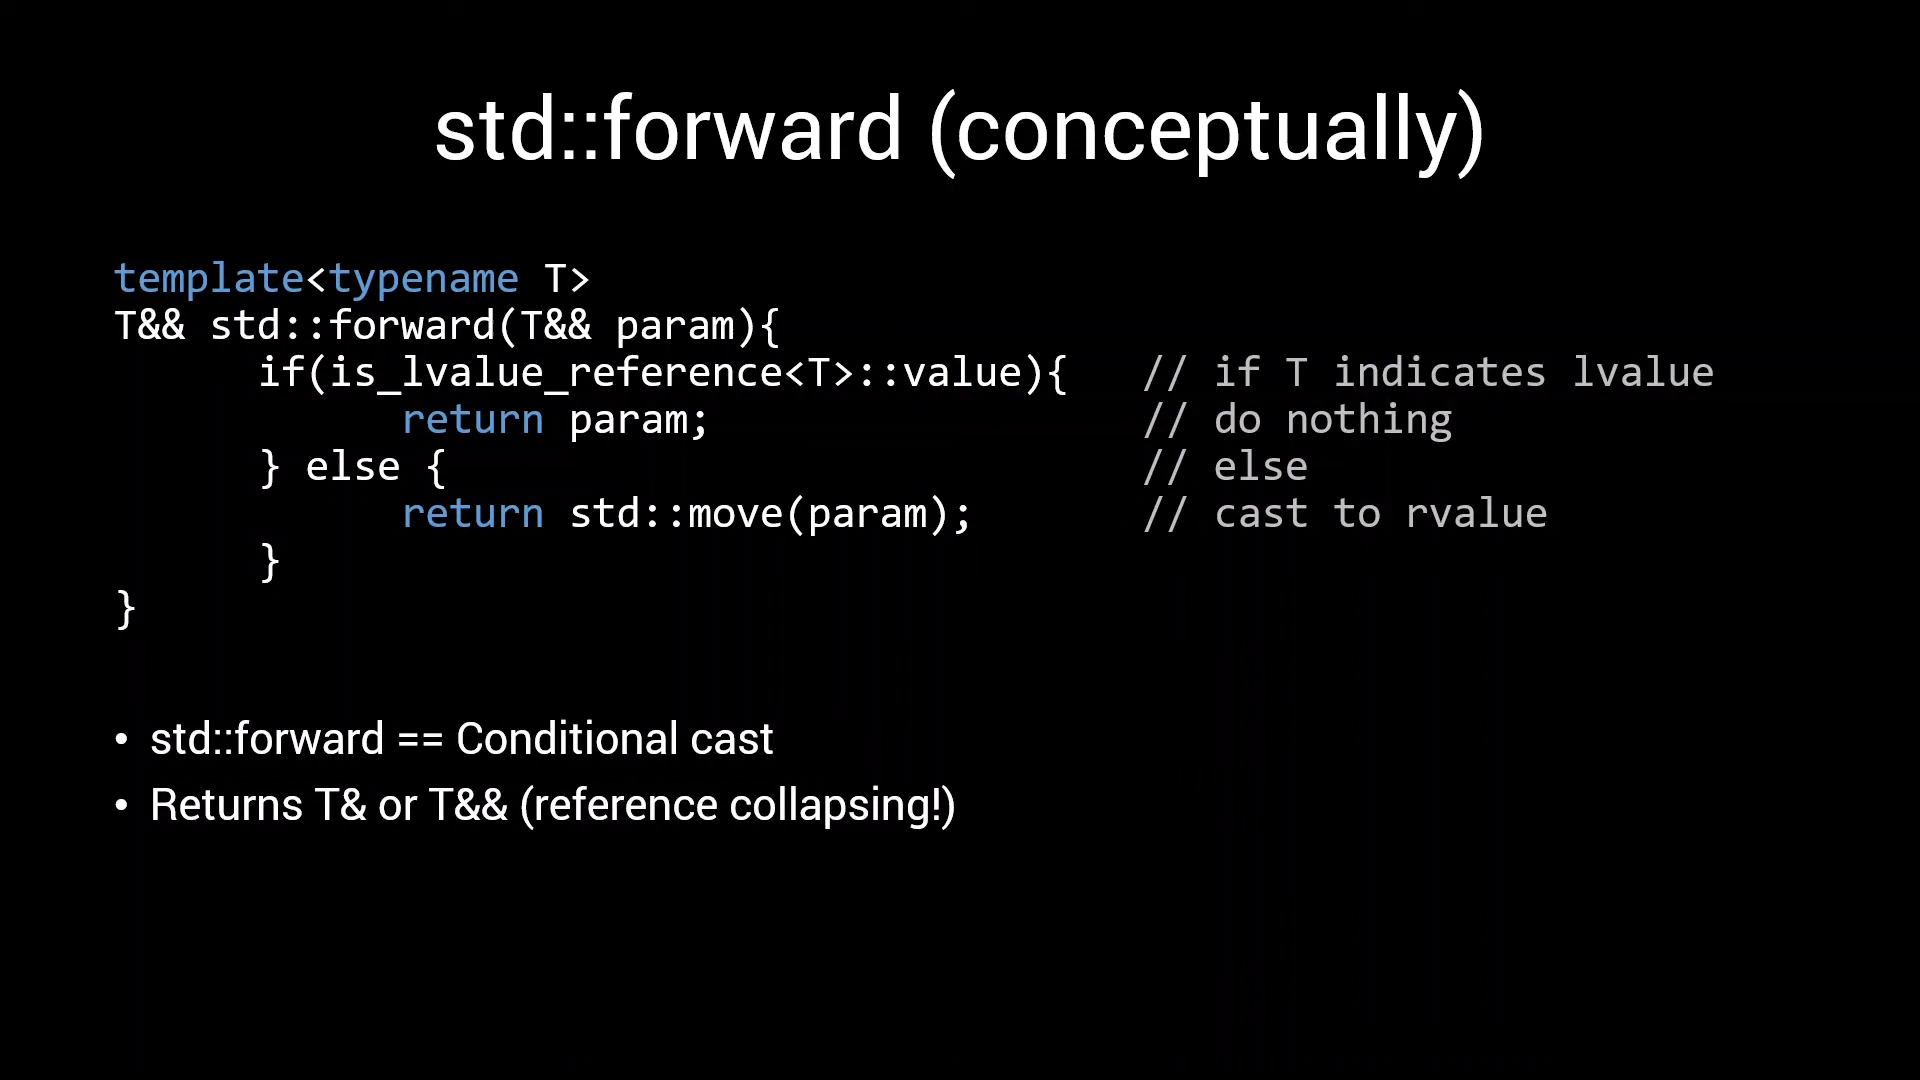 std::forward (conceptually)
template<typename T>
T&& std::forward(T&& param){
if(is_lvalue_reference<T>::value){ // if T indicates lvalue
return param; // do nothing
} else { // else
return std::move(param); // cast to rvalue
}
}
• std::forward == Conditional cast
• Returns T& or T&& (reference collapsing!)